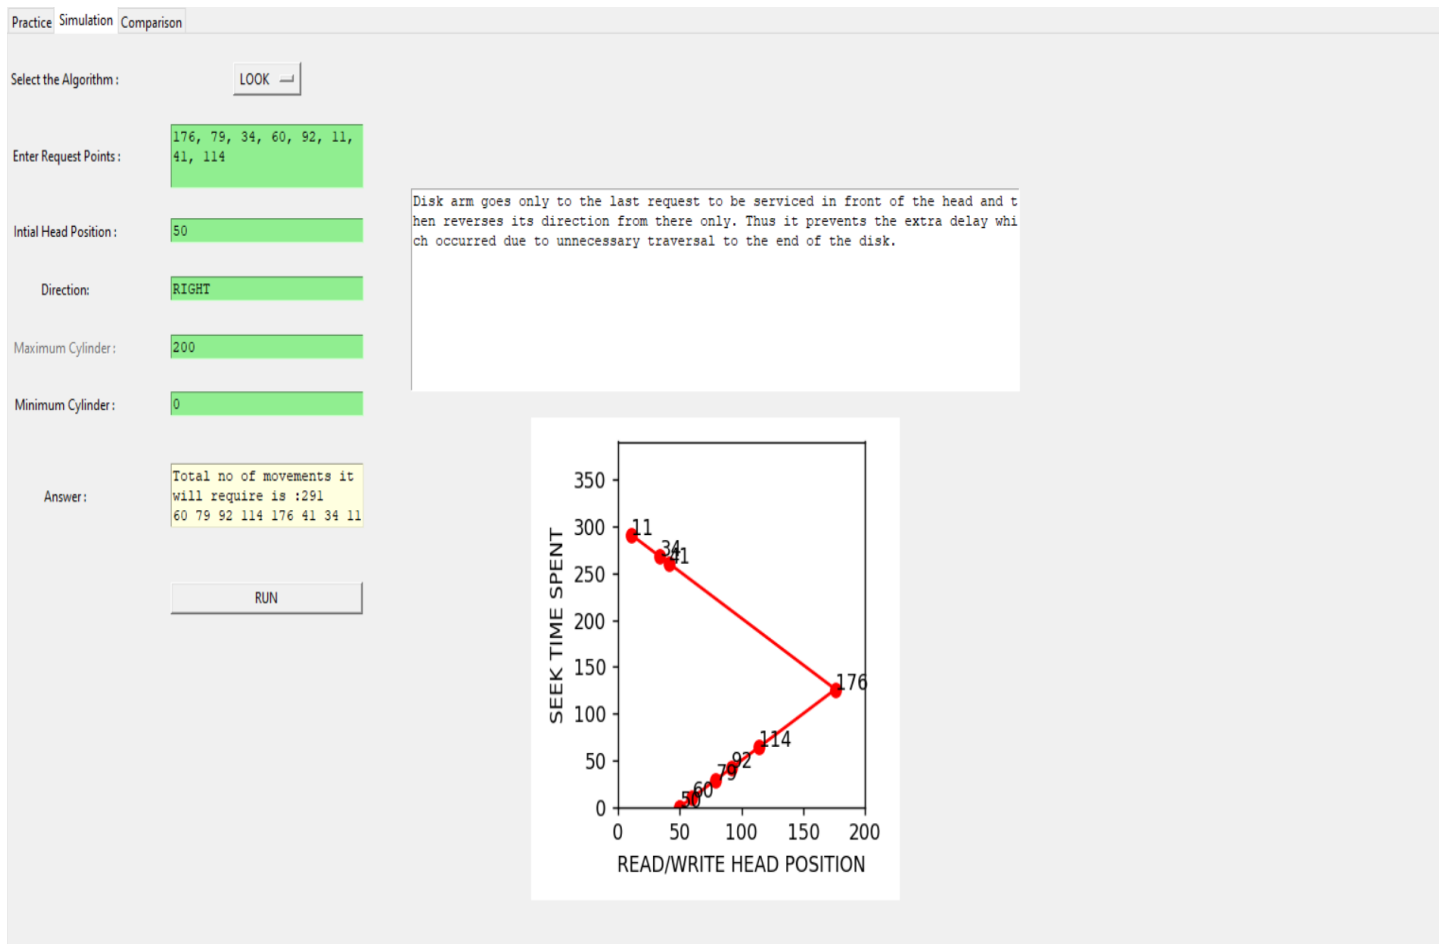 Practice Simulation Comparison
Select the Algorithm :
LOOK
Enter Request Points :
176, 79, 34, 60, 92, 11,
41, 114
Intial Head Position :
50
Direction:
RIGHT
Maximum Cylinder :
200
Minimum Cylinder :
0
Answer :
Total no of movements it
will require is :291
60 79 92 114 176 41 34 11
RUN
Disk arm goes only to the last request to be serviced in front of the head and t
hen reverses its direction from there only. Thus it prevents the extra delay whi
ch occurred due to unnecessary traversal to the end of the disk.
SEEK TIME SPENT
350
300
250
200
150
100
50
0
11
34
41
176
114
92
79
60
50
0 50 100 150 200
READ/WRITE HEAD POSITION